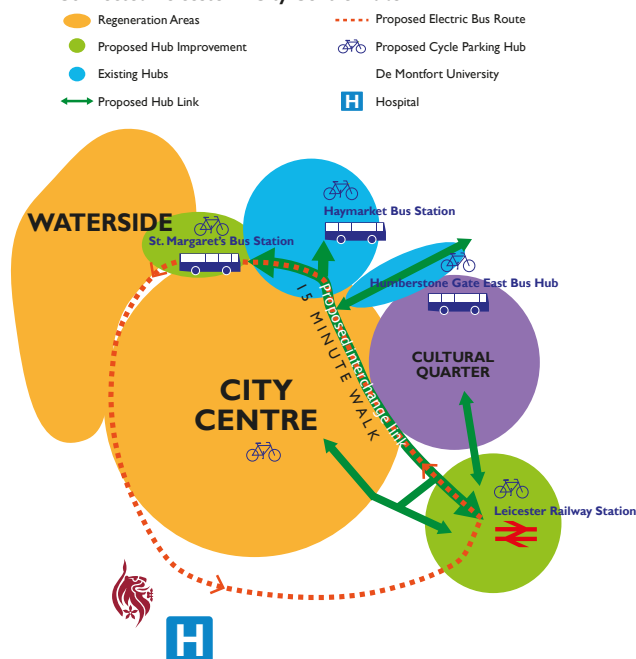 Regeneration Areas
Proposed Hub Improvement
Existing Hubs
Proposed Hub Link
Proposed Electric Bus Route
Proposed Cycle Parking Hub
De Montfort University
H Hospital
WATERSIDE
St. Margaret's Bus Station
Haymarket Bus Station
Humberstone Gate East Bus Hub
Proposed Interchange link
15 MINUTE WALK
CULTURAL
QUARTER
CITY
CENTRE
Leicester Railway Station
H